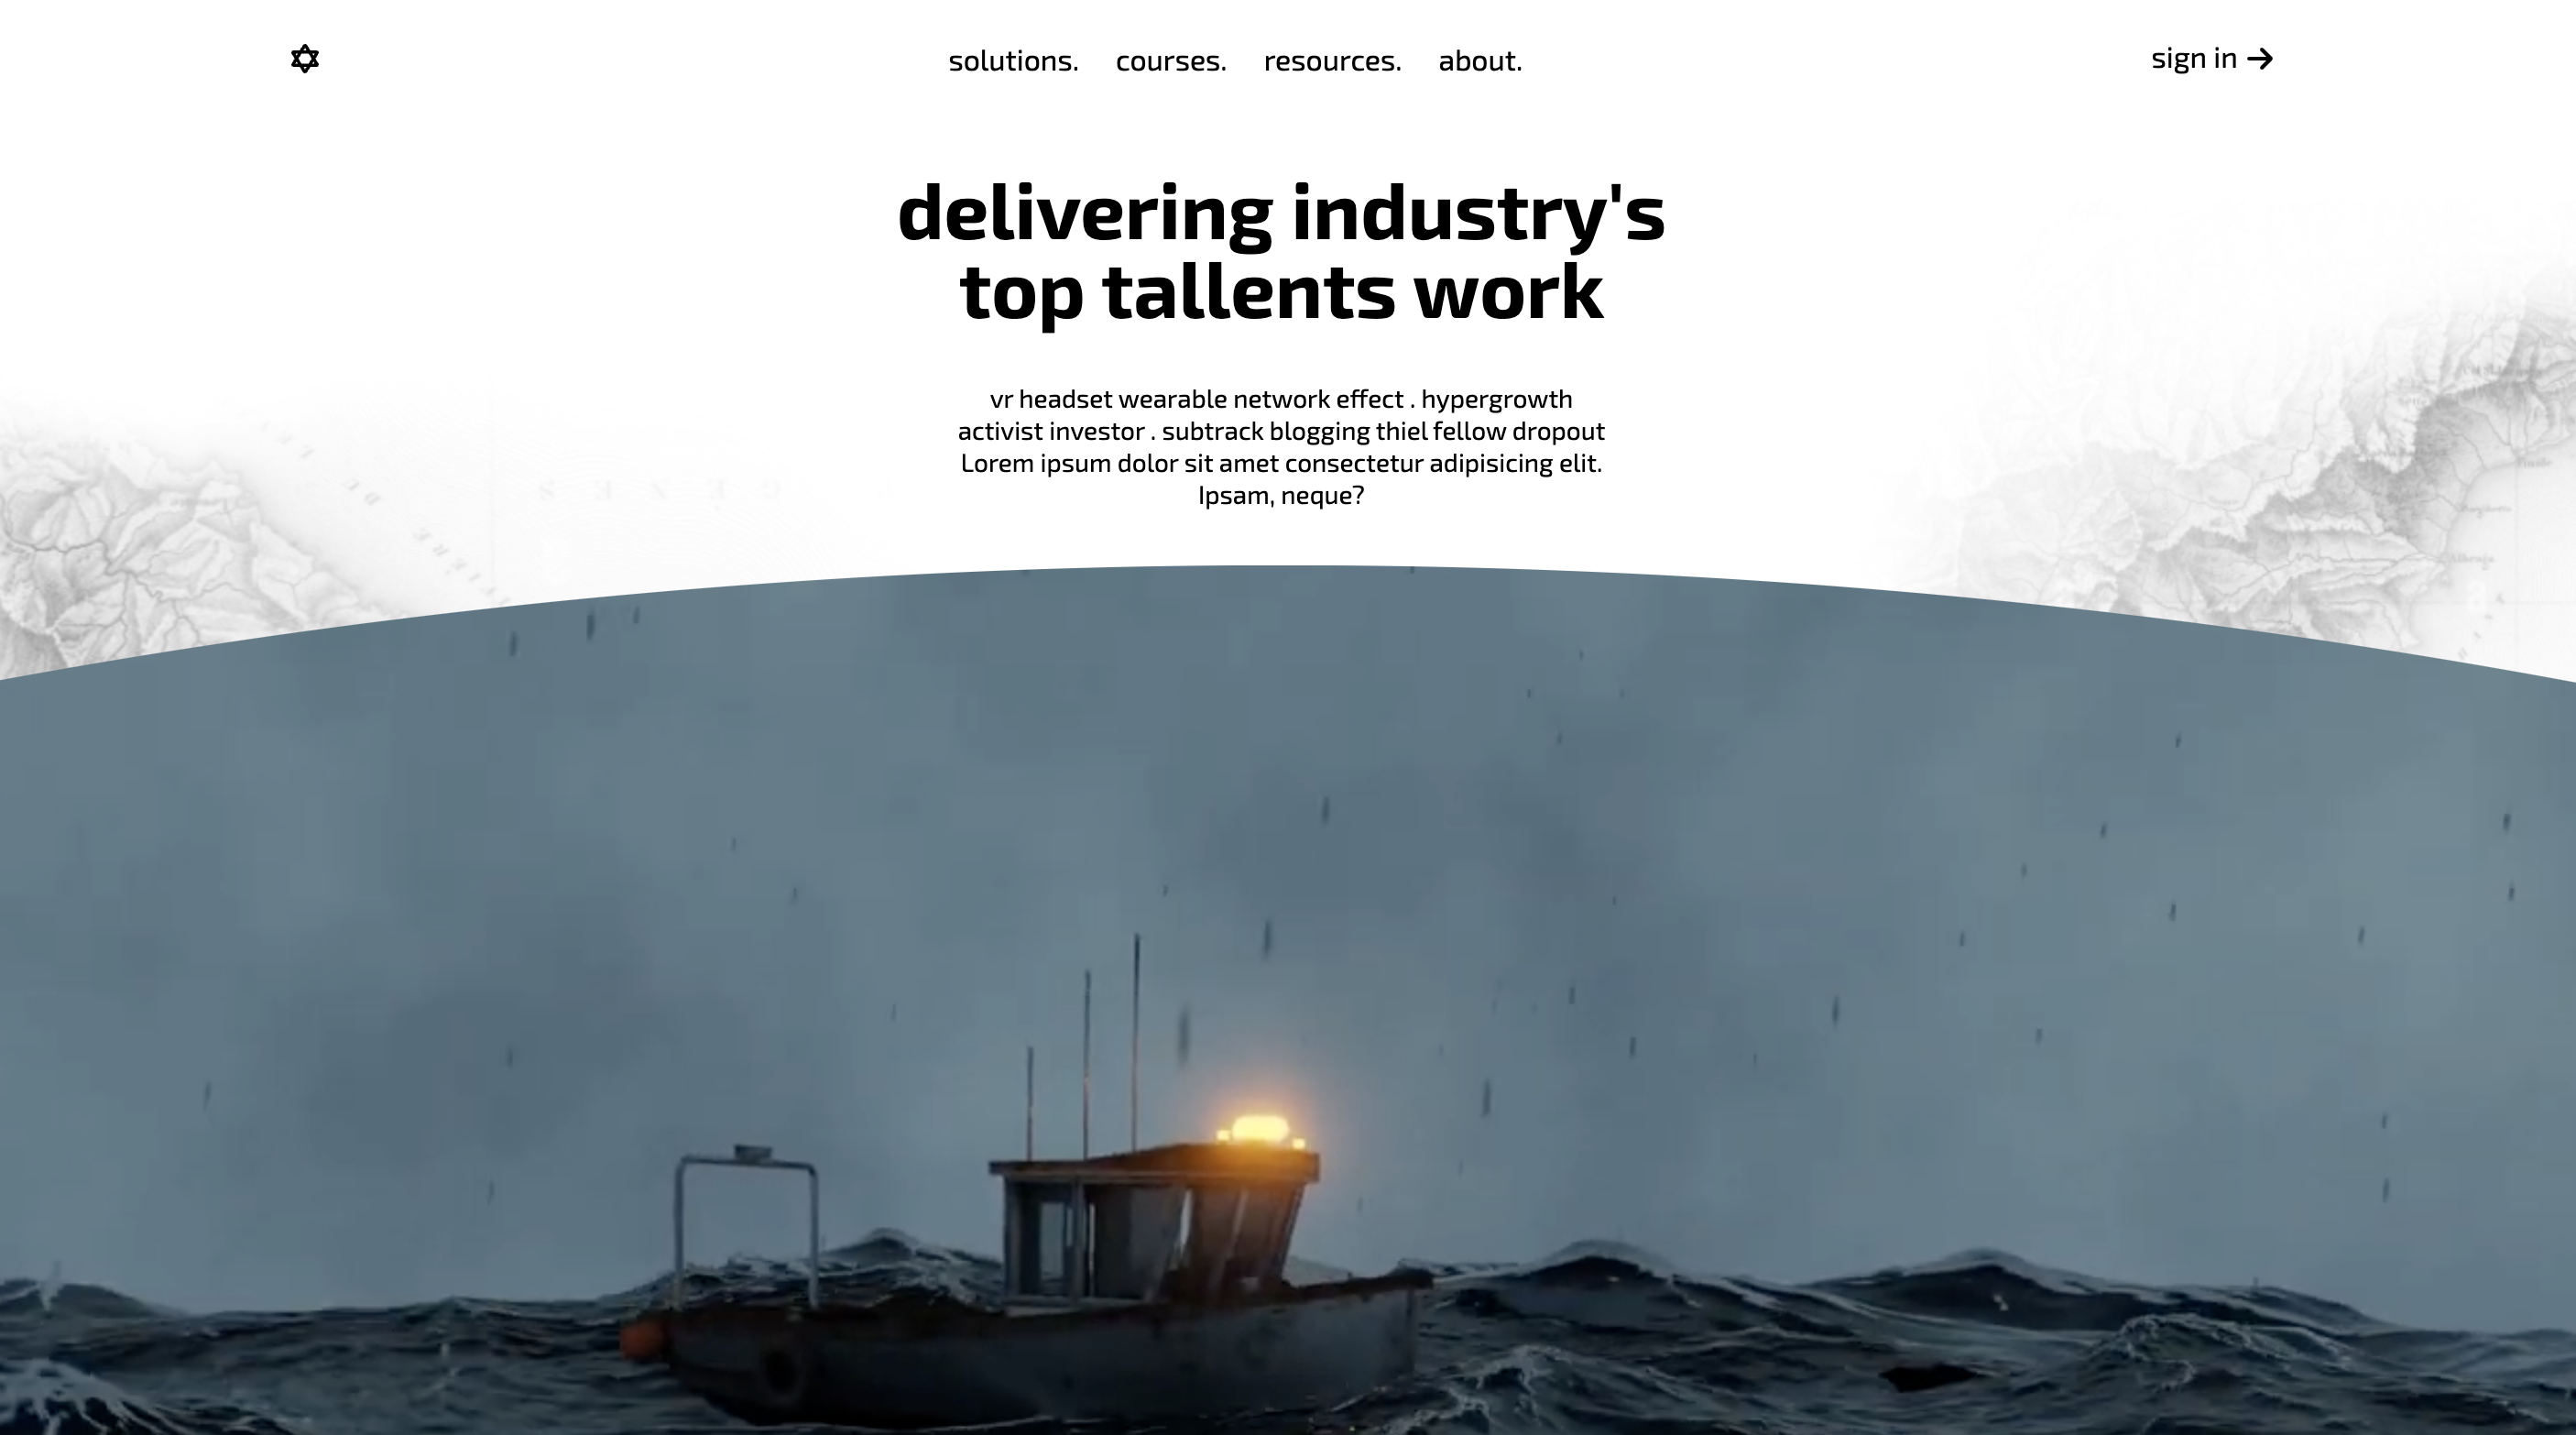 solutions. courses. resources. about.
sign in
delivering industry's
top tallents work
vr headset wearable network effect . hypergrowth
activist investor . subtrack blogging thiel fellow dropout
Lorem ipsum dolor sit amet consectetur adipisicing elit.
Ipsam, neque?